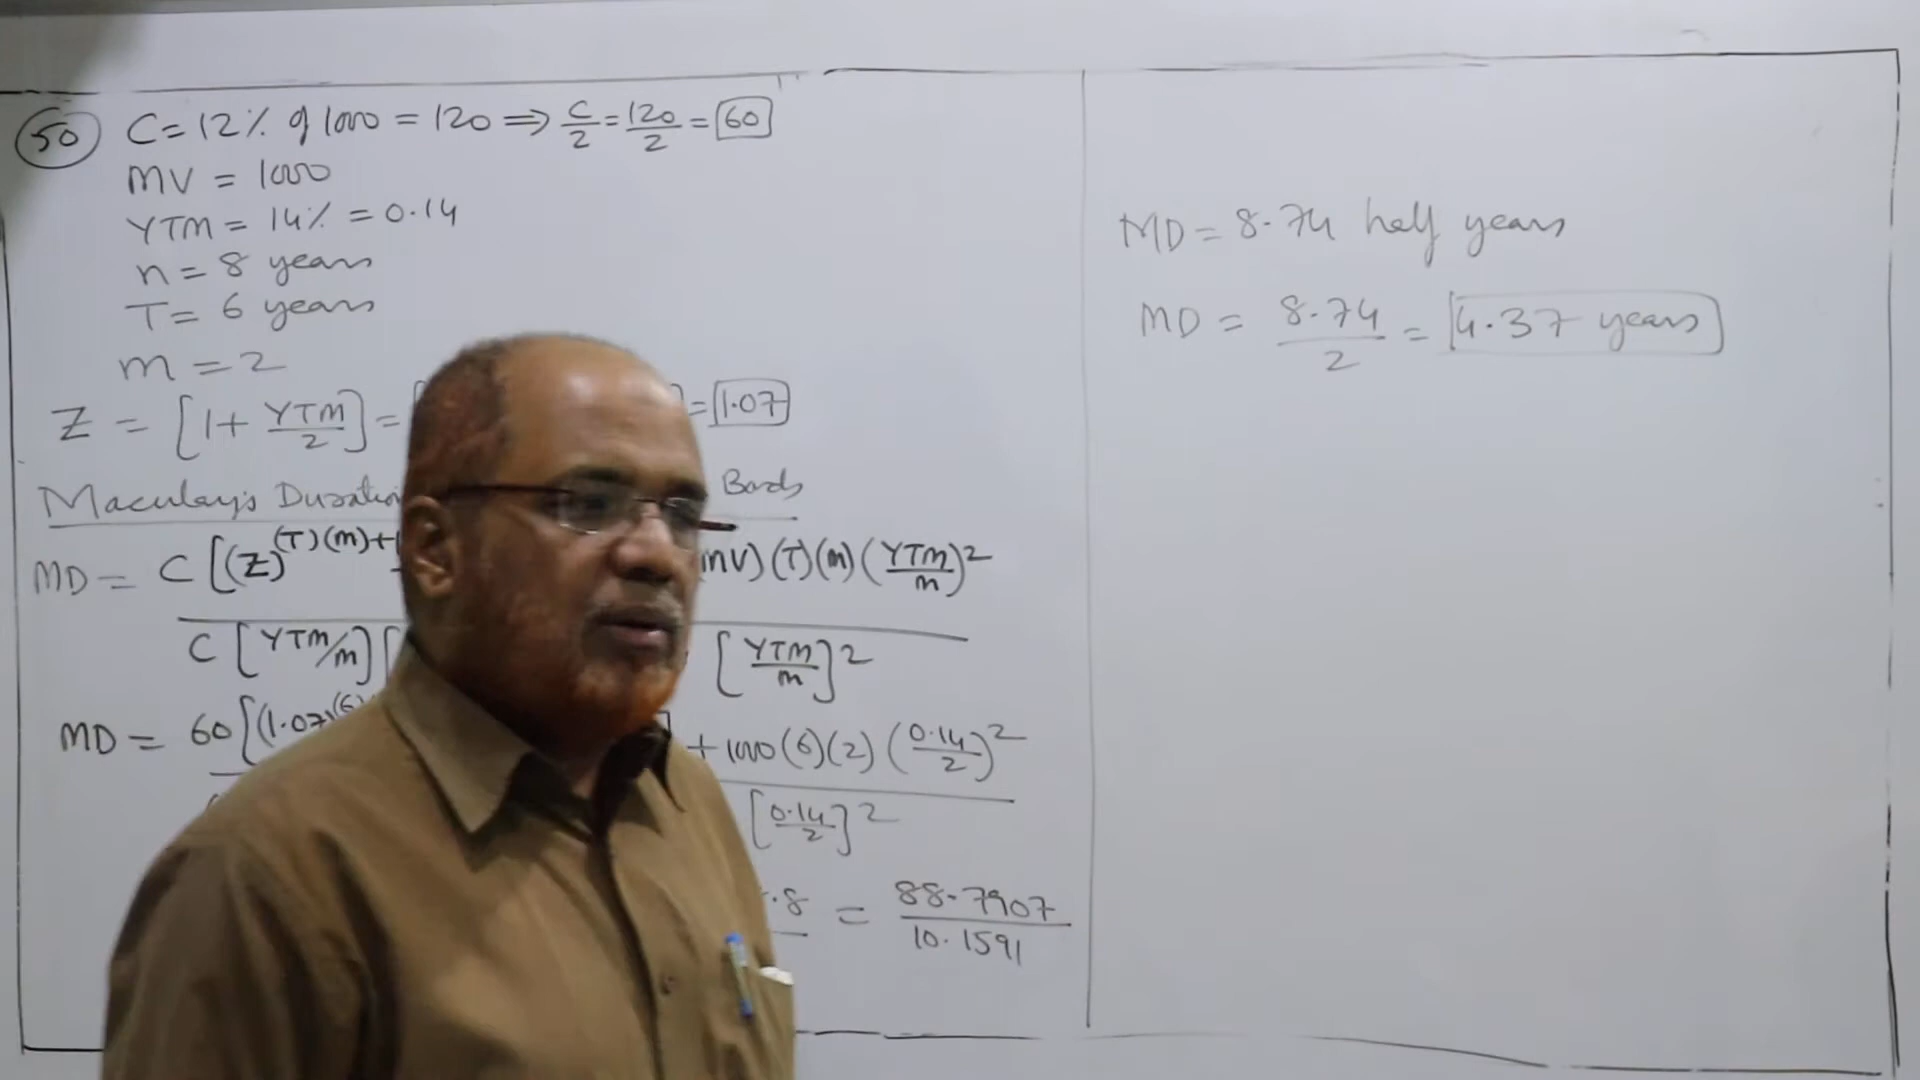 50 C = 12% of 1000 = 120 ⇒ C/2 = 120/2 = 60
MV = 1000
YTM = 14% = 0.14
n = 8 years
T = 6 years
m = 2
Z = [1 + YTM/2] = = 1.07
Maculay's Duration Bonds
MD = C [(Z)^(T)(m)+ MV)(T)(m)(YTM/m)^2
C [YTM/m] [ [YTM/m]^2
MD = 60 [(1.07)^(6) ] + 1000(6)(2)(0.14/2)^2
[0.14/2]^2
.8 = 88.7907/10.1591
MD = 8.74 half years
MD = 8.74/2 = 4.37 years